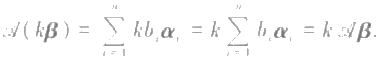 𝒜(kβ) = ∑_{i=1}^{n} kb_iα_i = k∑_{i=1}^{n} b_iα_i = k𝒜β.